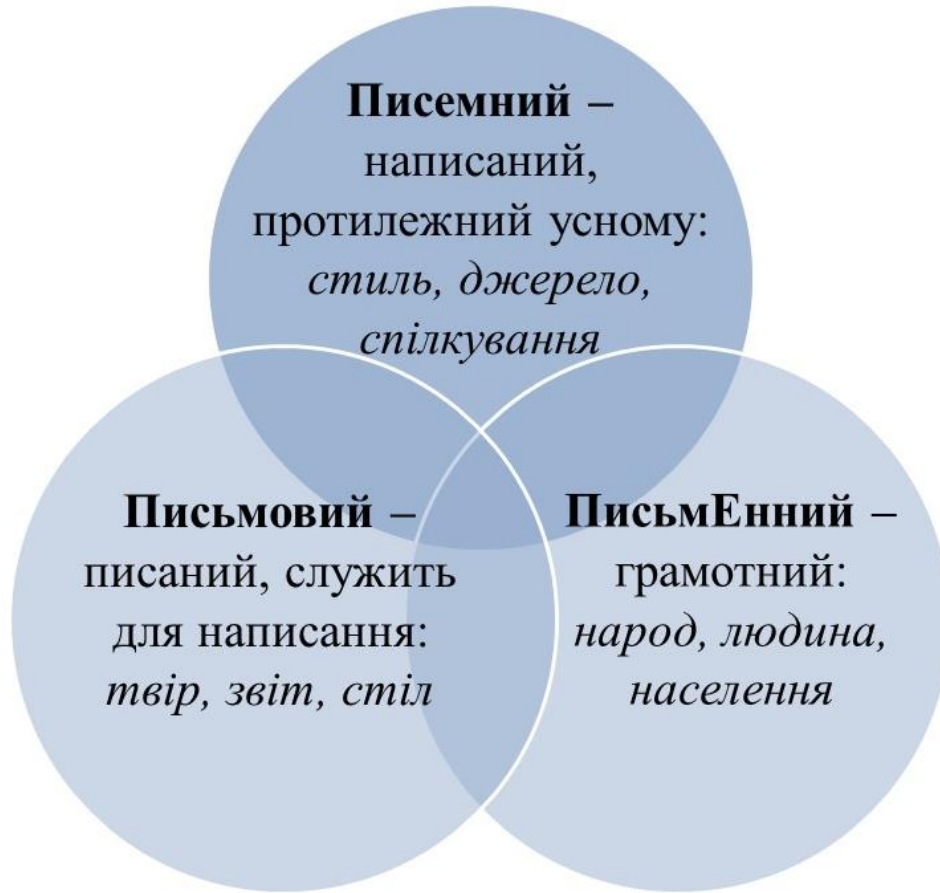 Писемний –
написаний,
протилежний усному:
стиль, джерело,
спілкування
Письмовий –
писаний, служить
для написання:
твір, звіт, стіл
ПисьмЕнний –
грамотний:
народ, людина,
населення